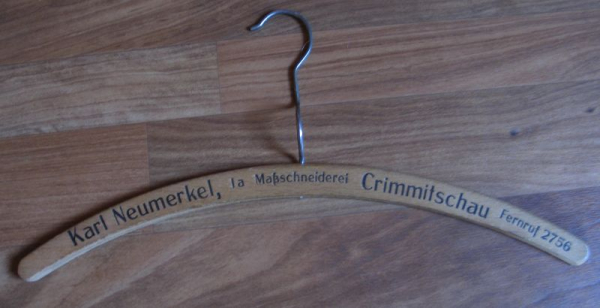 Karl Neumerkel, Ia Maßschneiderei Crimmitschau Fernruf 2756